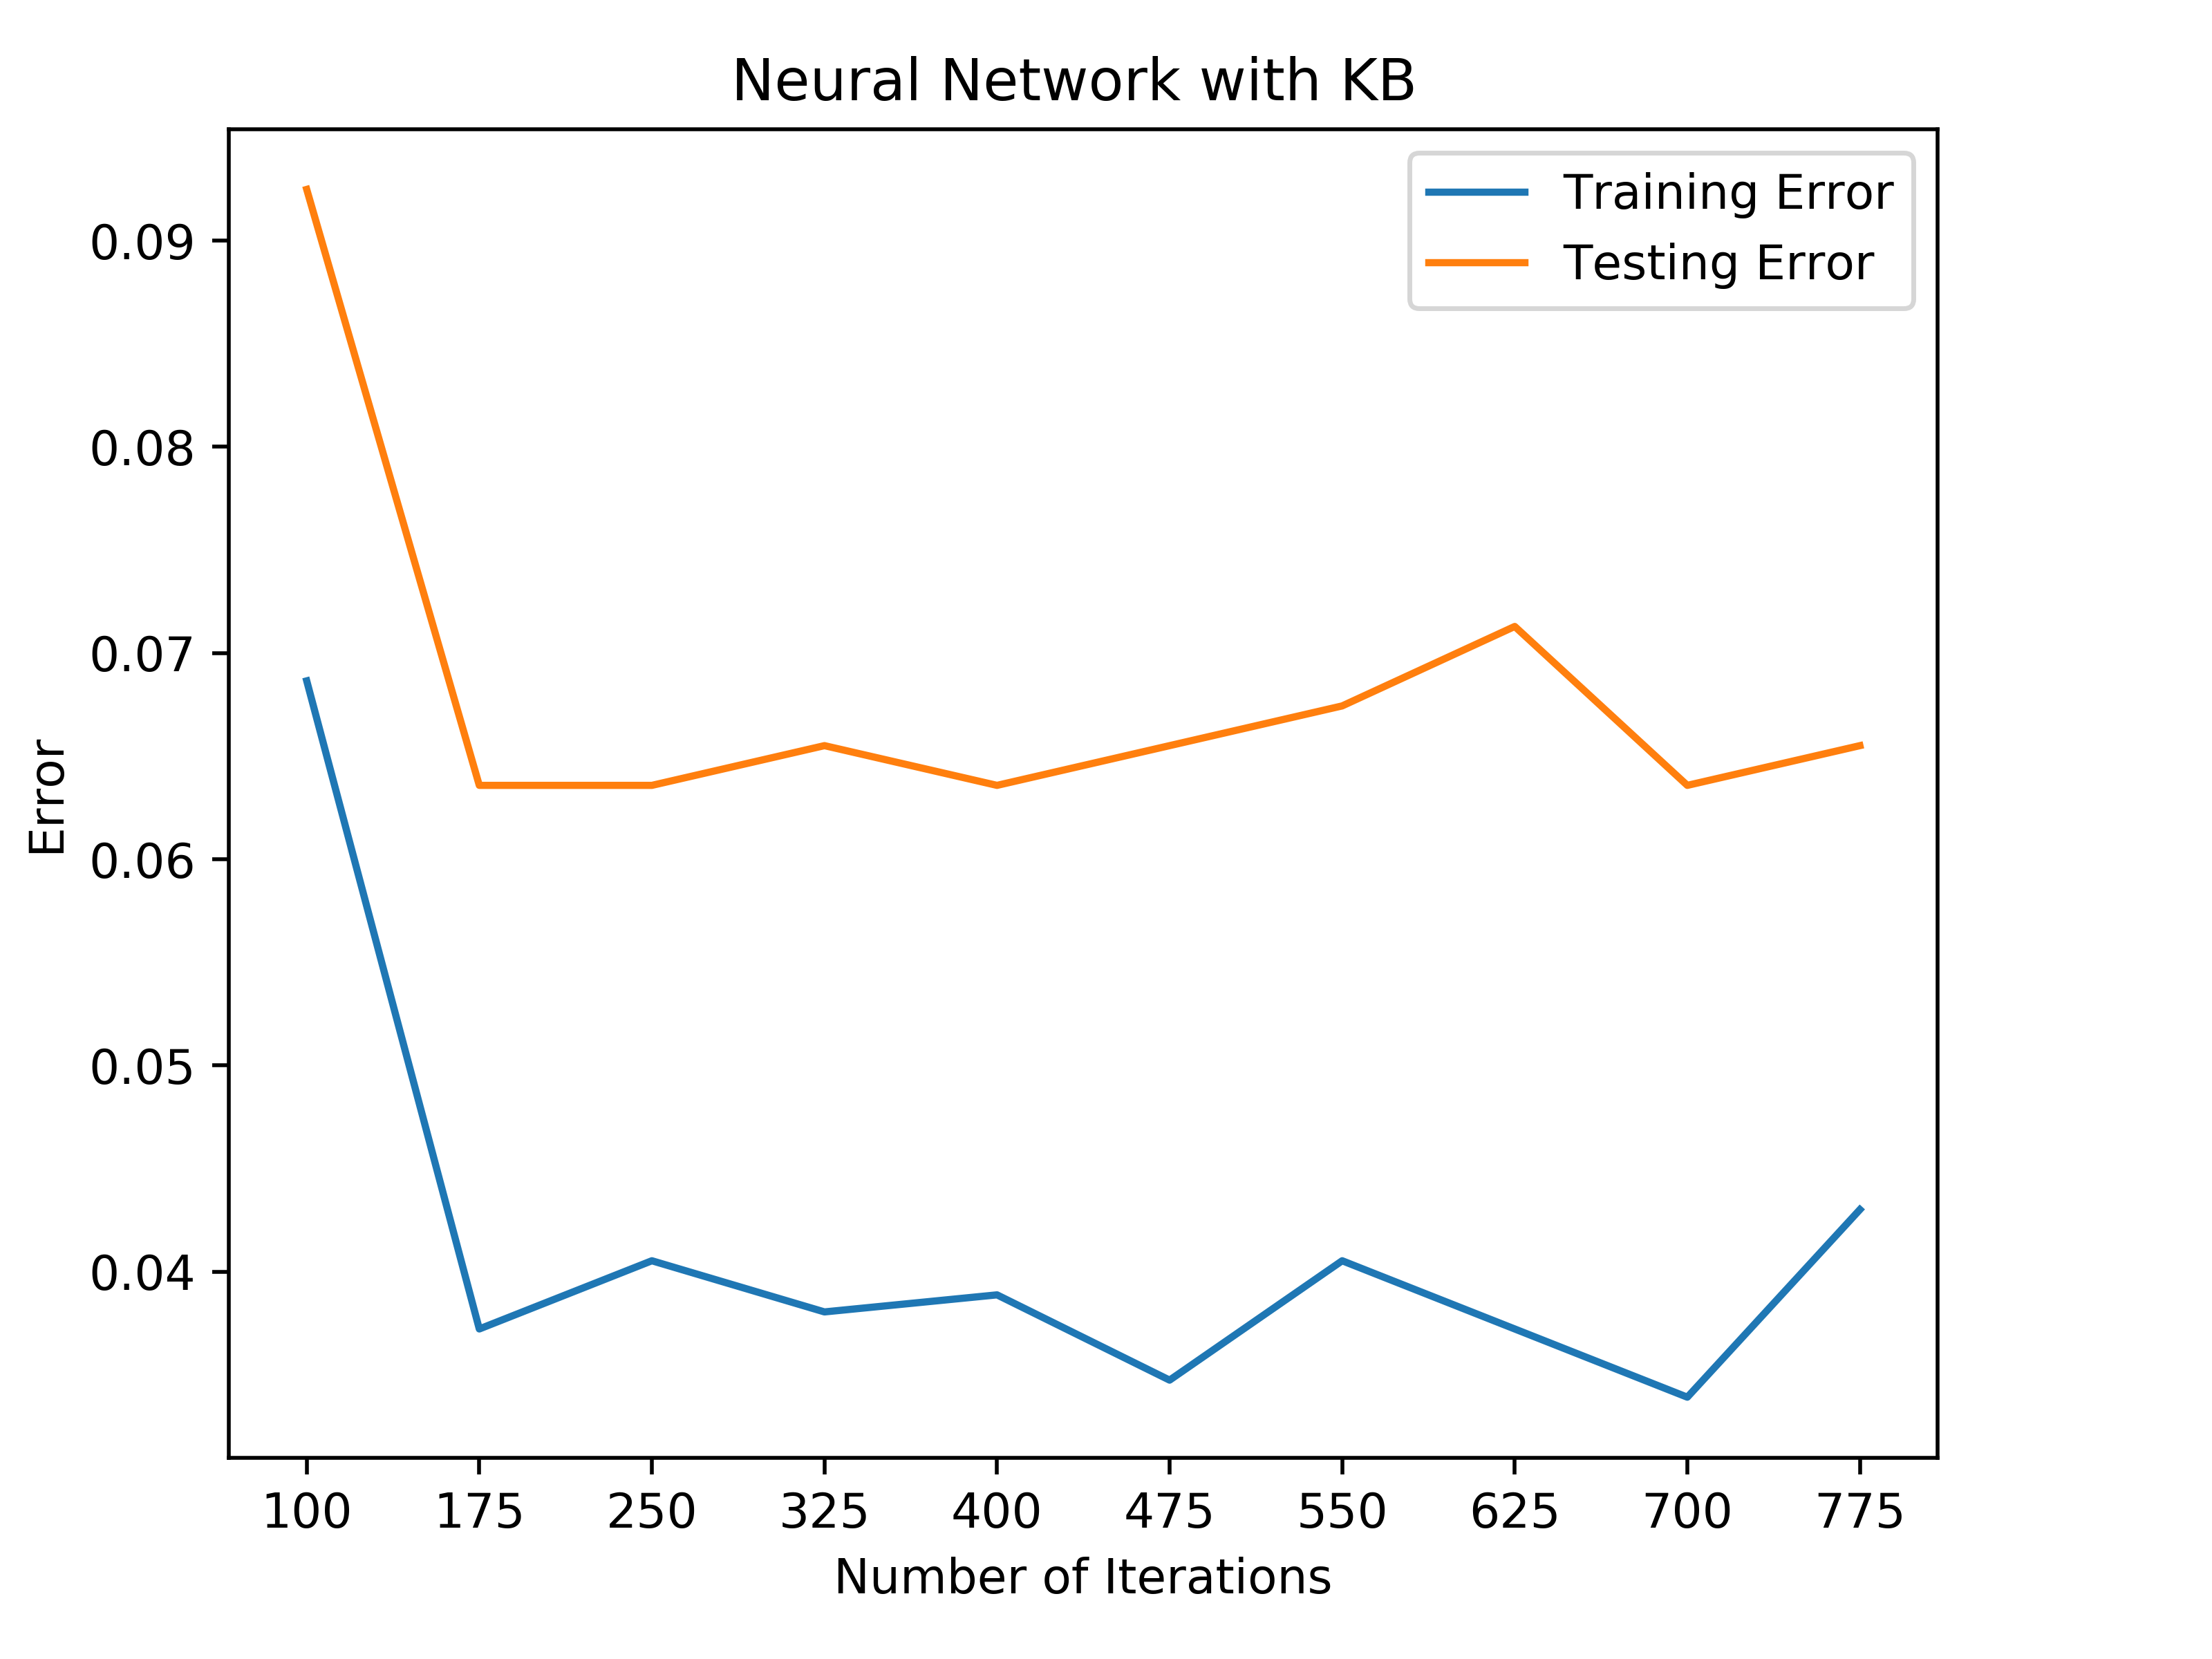 Neural Network with KB
Training Error
Testing Error
0.09
0.08
0.07
0.06
0.05
0.04
Error
100 175 250 325 400 475 550 625 700 775
Number of Iterations